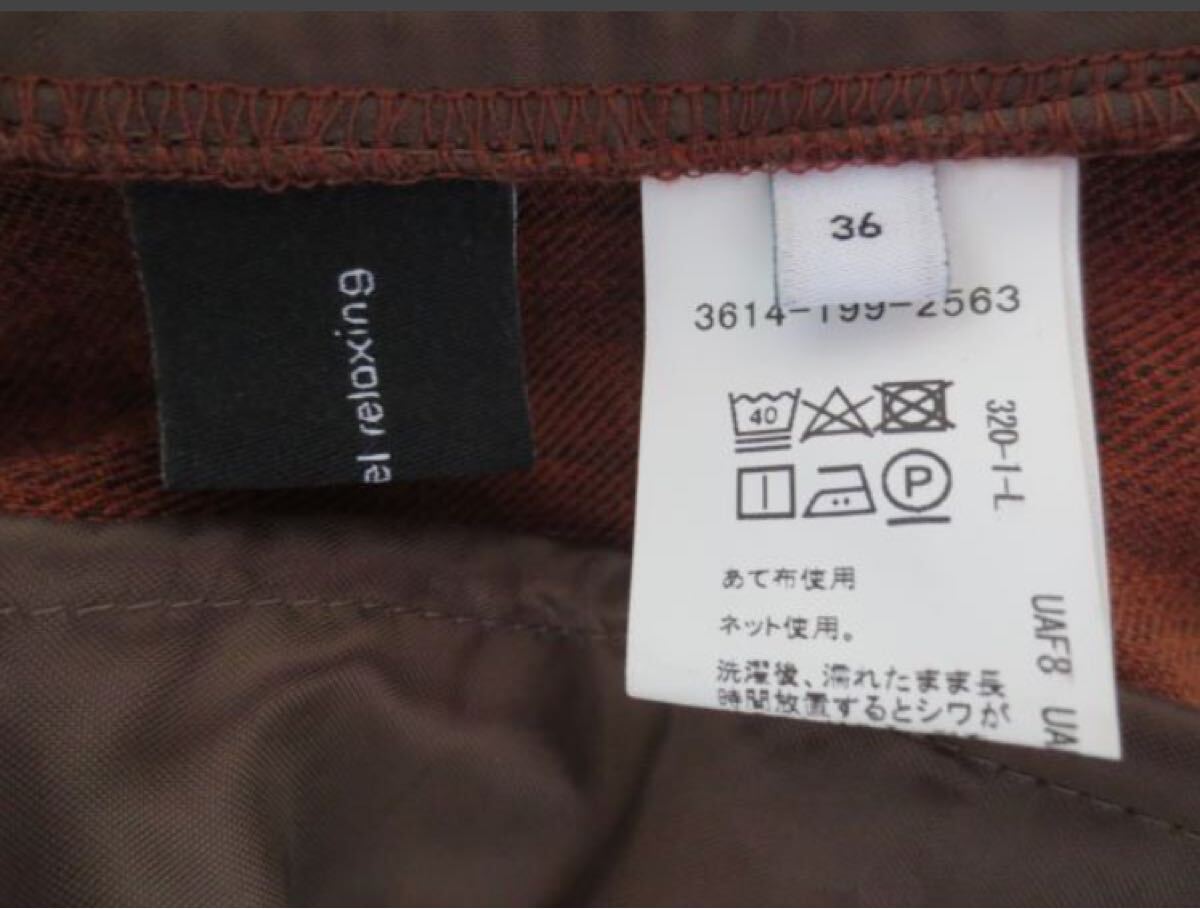 el relaxing
36
3614-199-2563
40
P
320-1-L
あて布使用
ネット使用。
洗濯後、濡れたまま長
時間放置するとシワが
UAF8 UA